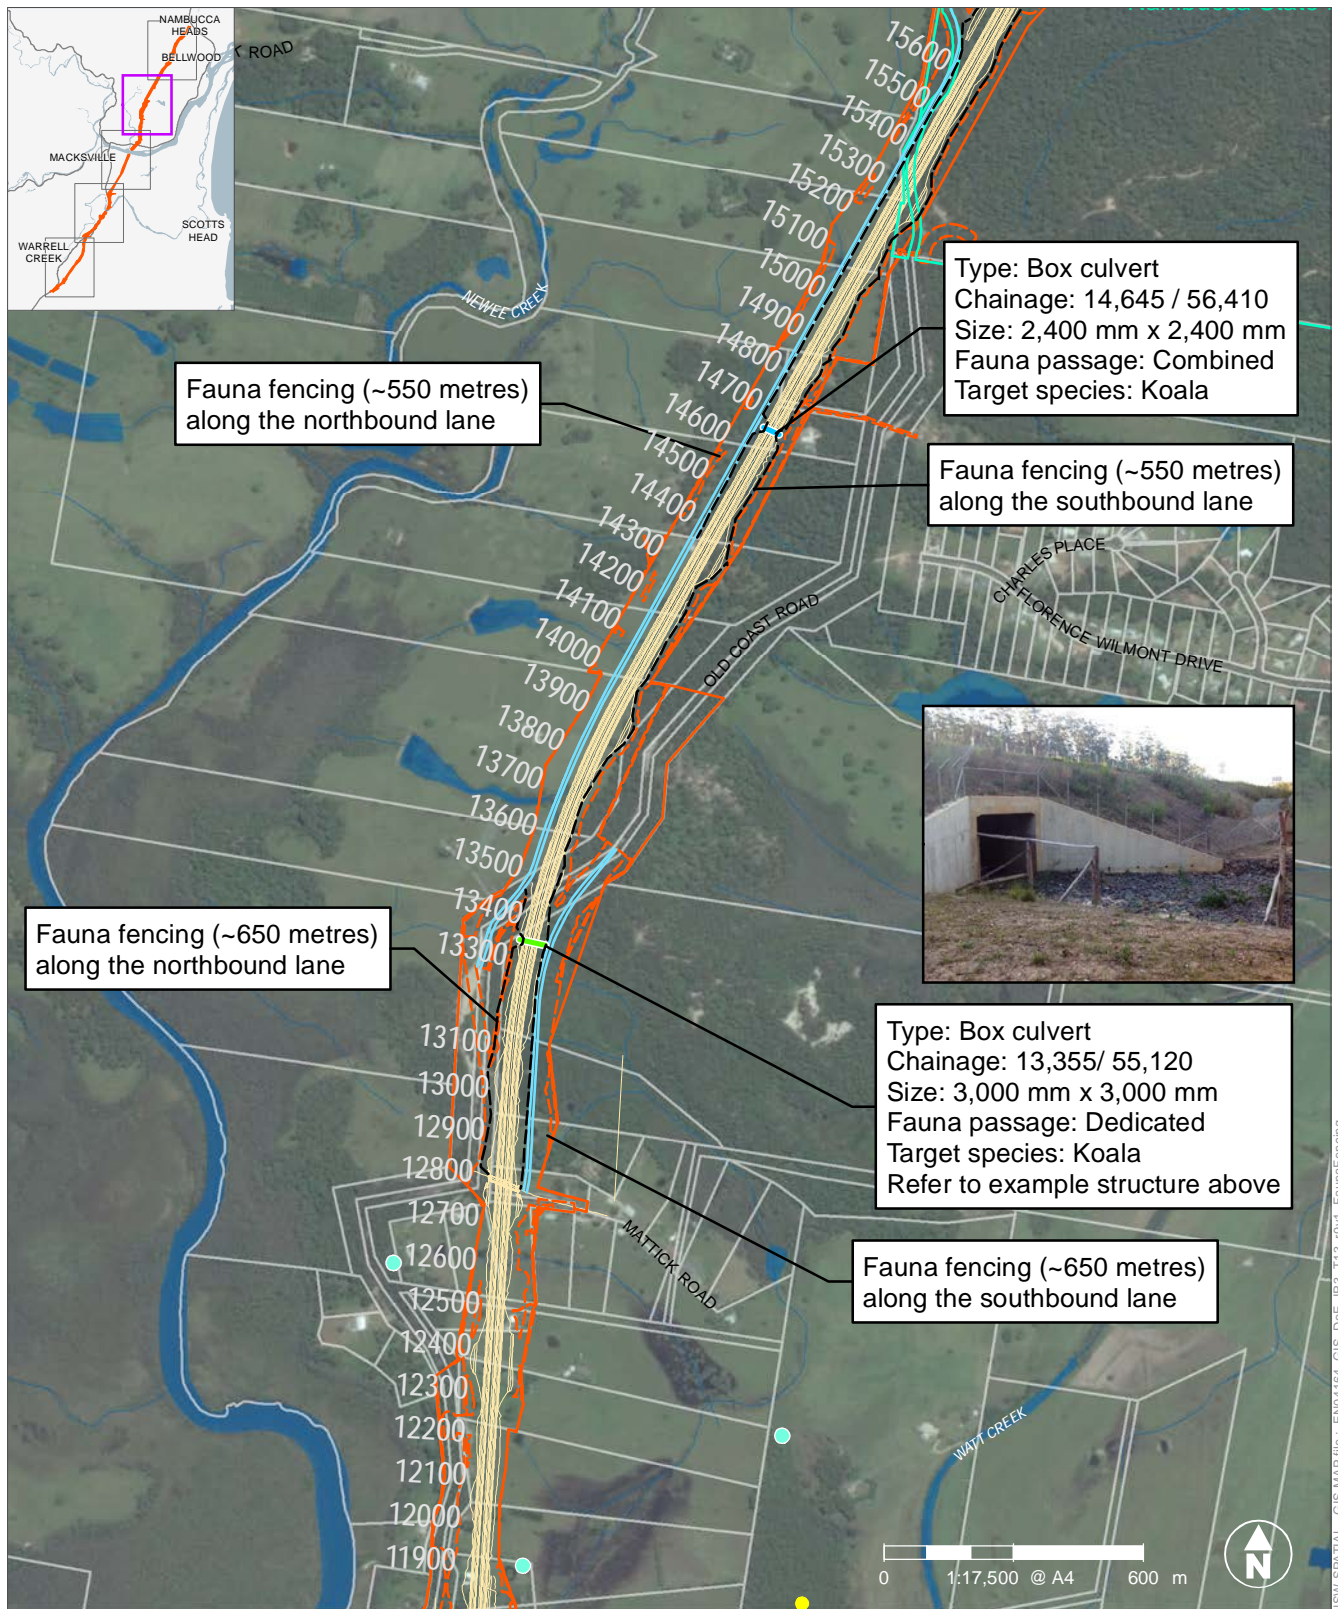 NAMBUCCA
HEADS
BELLWOOD
MACKSVILLE
SCOTTS
HEAD
WARRELL
CREEK
ROAD
NEWEE CREEK
15600
15500
15400
15300
15200
15100
15000
14900
14800
14700
14600
14500
14400
14300
14200
14100
14000
13900
13800
13700
13600
13500
13400
13300
13100
13000
12900
12800
12700
12600
12500
12400
12300
12200
12100
12000
11900
Type: Box culvert
Chainage: 14,645 / 56,410
Size: 2,400 mm x 2,400 mm
Fauna passage: Combined
Target species: Koala
Fauna fencing (~550 metres)
along the northbound lane
Fauna fencing (~550 metres)
along the southbound lane
CHARLES PLACE
FLORENCE WILMONT DRIVE
OLD COAST ROAD
Fauna fencing (~650 metres)
along the northbound lane
Type: Box culvert
Chainage: 13,355/ 55,120
Size: 3,000 mm x 3,000 mm
Fauna passage: Dedicated
Target species: Koala
Refer to example structure above
Fauna fencing (~650 metres)
along the southbound lane
MATTICK ROAD
WATT CREEK
0 1:17,500 @ A4 600 m
N